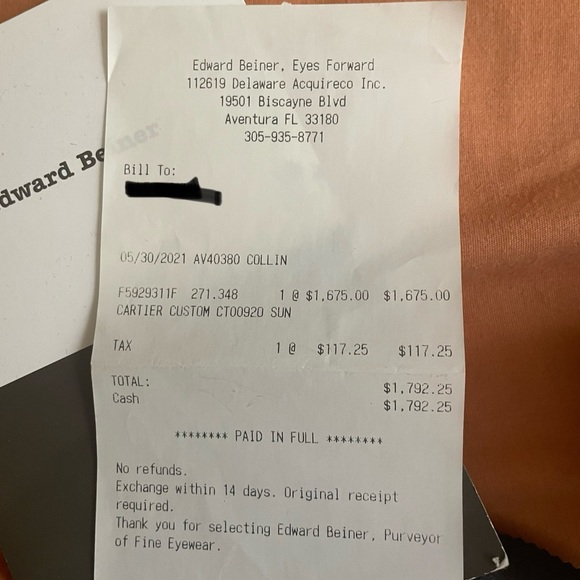 Edward Beiner, Eyes Forward
112619 Delaware Acquireco Inc.
19501 Biscayne Blvd
Aventura FL 33180
305-935-8771
dward Beiner
Bill To:
05/30/2021 AV40380 COLLIN
F5929311F 271.348 1 @ $1,675.00 $1,675.00
CARTIER CUSTOM CT00920 SUN
TAX 1 @ $117.25 $117.25
TOTAL: $1,792.25
Cash $1,792.25
******** PAID IN FULL ********
No refunds.
Exchange within 14 days. Original receipt
required.
Thank you for selecting Edward Beiner, Purveyor
of Fine Eyewear.